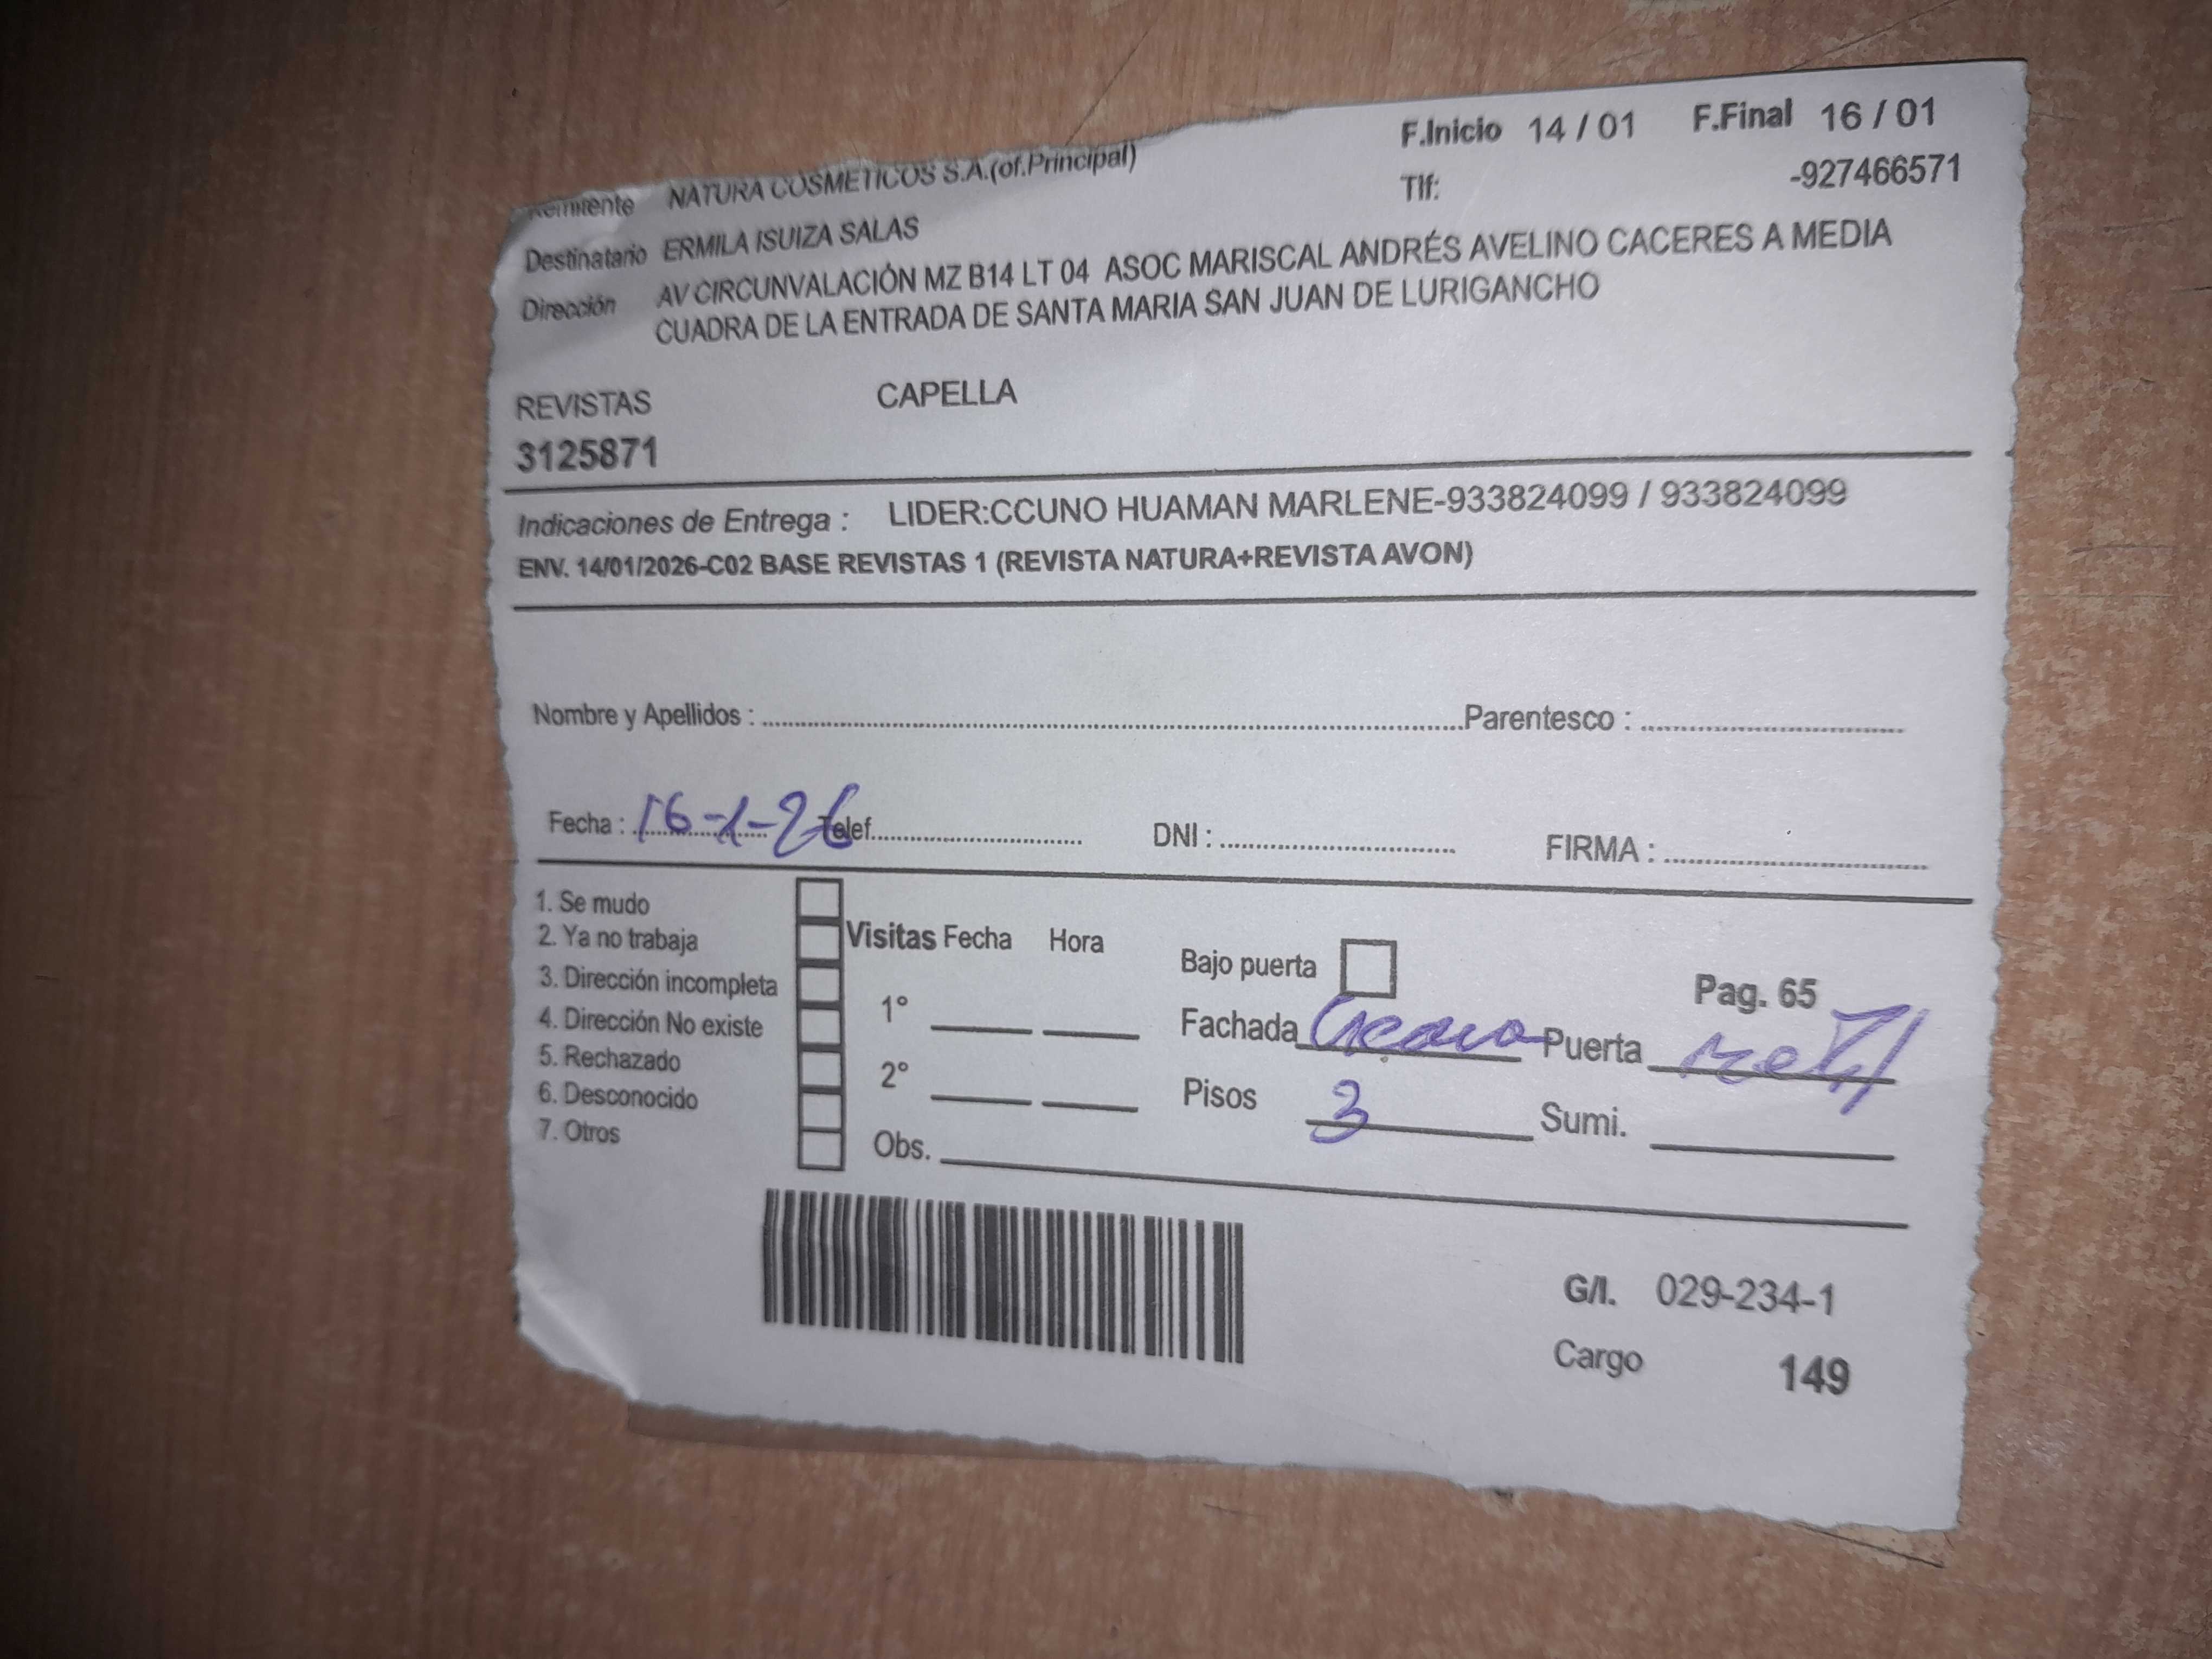 Remitente NATURA COSMETICOS S.A.(of.Principal) F.Inicio 14 / 01 F.Final 16 / 01
Destinatario ERMILA ISUIZA SALAS Tlf: -927466571
Dirección AV CIRCUNVALACIÓN MZ B14 LT 04 ASOC MARISCAL ANDRÉS AVELINO CACERES A MEDIA
CUADRA DE LA ENTRADA DE SANTA MARIA SAN JUAN DE LURIGANCHO
REVISTAS CAPELLA
3125871
Indicaciones de Entrega : LIDER:CCUNO HUAMAN MARLENE-933824099 / 933824099
ENV. 14/01/2026-C02 BASE REVISTAS 1 (REVISTA NATURA+REVISTA AVON)
Nombre y Apellidos : Parentesco :
Fecha : 16-1-26 Telef. DNI : FIRMA :
1. Se mudo
2. Ya no trabaja Visitas Fecha Hora Bajo puerta Pag. 65
3. Dirección incompleta 1° Fachada Puerta metal
4. Dirección No existe
5. Rechazado 2° Pisos 3 Sumi.
6. Desconocido
7. Otros Obs.
G/I. 029-234-1
Cargo 149